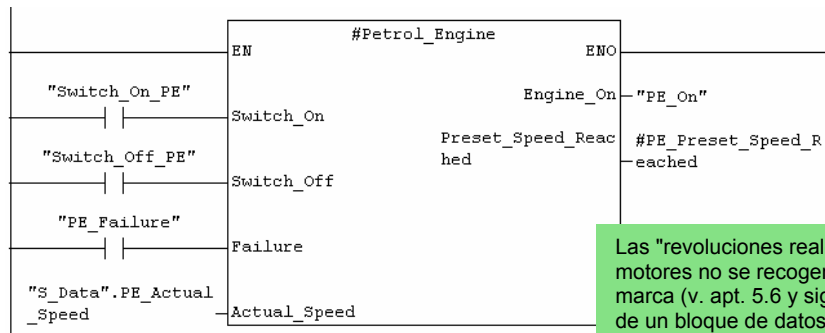 #Petrol_Engine
EN
ENO
"Switch_On_PE"
Switch_On
Engine_On
"PE_On"
"Switch_Off_PE"
Switch_Off
Preset_Speed_Reac
hed
#PE_Preset_Speed_R
eached
"PE_Failure"
Failure
"S_Data".PE_Actual
_Speed
Actual_Speed
Las "revoluciones real
motores no se recoger
marca (v. apt. 5.6 y sig
de un bloque de datos